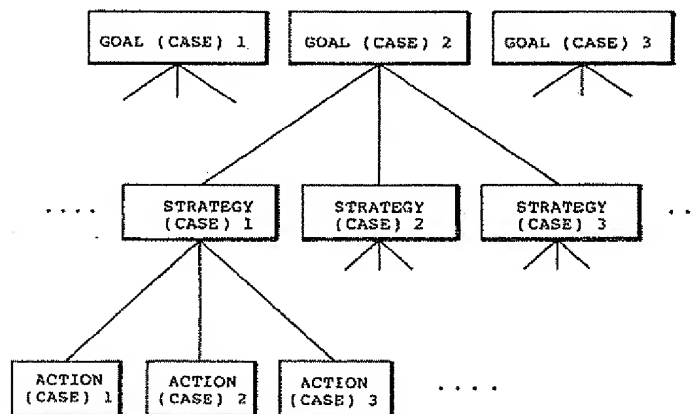 GOAL (CASE) 1
GOAL (CASE) 2
GOAL (CASE) 3
....
STRATEGY
(CASE) 1
STRATEGY
(CASE) 2
STRATEGY
(CASE) 3
..
ACTION
(CASE) 1
ACTION
(CASE) 2
ACTION
(CASE) 3
....